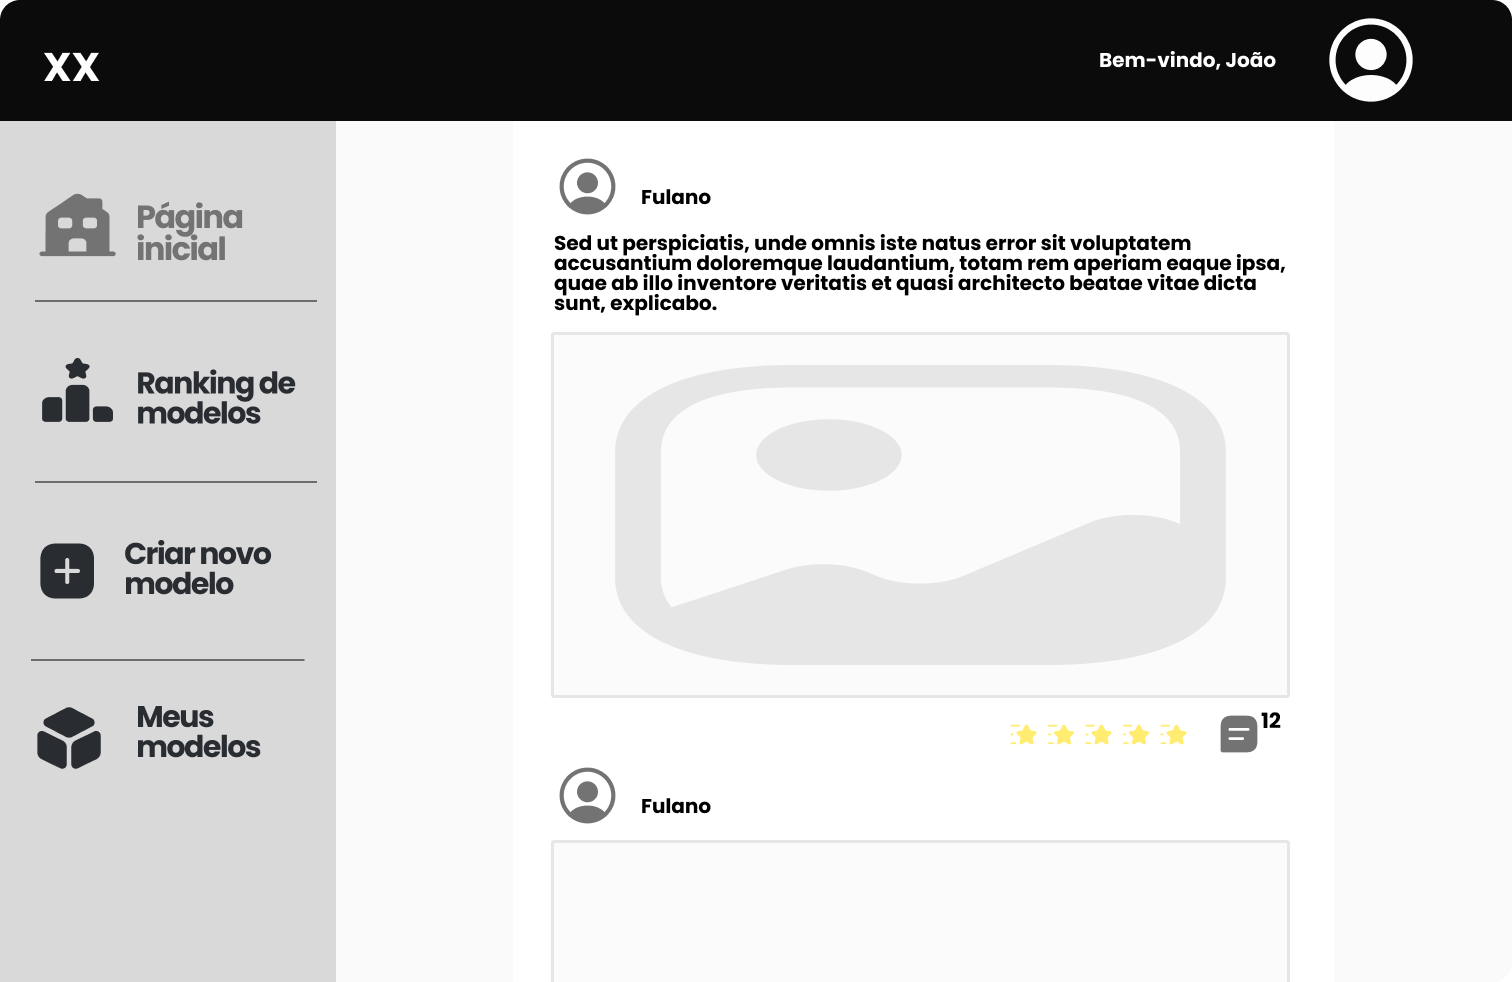 XX
Bem-vindo, João
Página
inicial
Ranking de
modelos
Criar novo
modelo
Meus
modelos
Fulano
Sed ut perspiciatis, unde omnis iste natus error sit voluptatem
accusantium doloremque laudantium, totam rem aperiam eaque ipsa,
quae ab illo inventore veritatis et quasi architecto beatae vitae dicta
sunt, explicabo.
12
Fulano